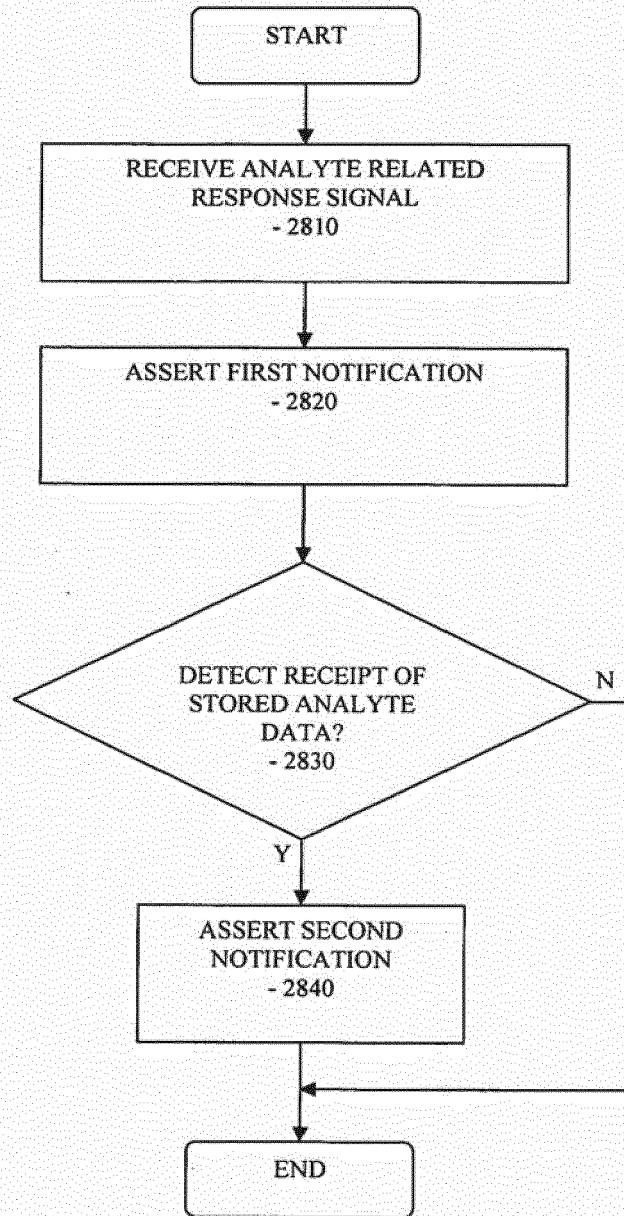 START
RECEIVE ANALYTE RELATED
RESPONSE SIGNAL
- 2810
ASSERT FIRST NOTIFICATION
- 2820
DETECT RECEIPT OF
STORED ANALYTE
DATA?
- 2830
N
Y
ASSERT SECOND
NOTIFICATION
- 2840
END